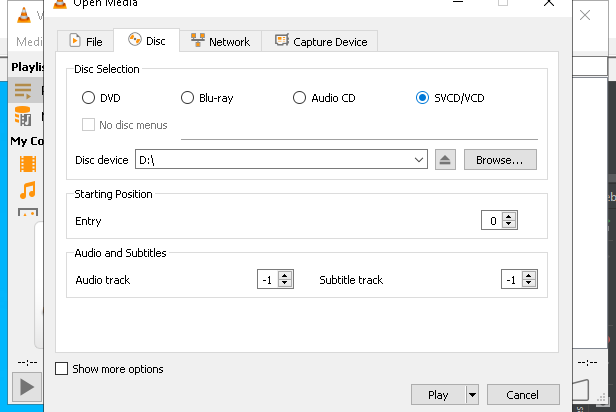 Open Media
Medi
File
Disc
Network
Capture Device
Playlis
Disc Selection
DVD
Blu-ray
Audio CD
SVCD/VCD
No disc menus
My Co
Disc device
D:\
Browse...
Starting Position
Entry
0
Audio and Subtitles
Audio track
-1
Subtitle track
-1
--:--
--:--
Show more options
Play
Cancel